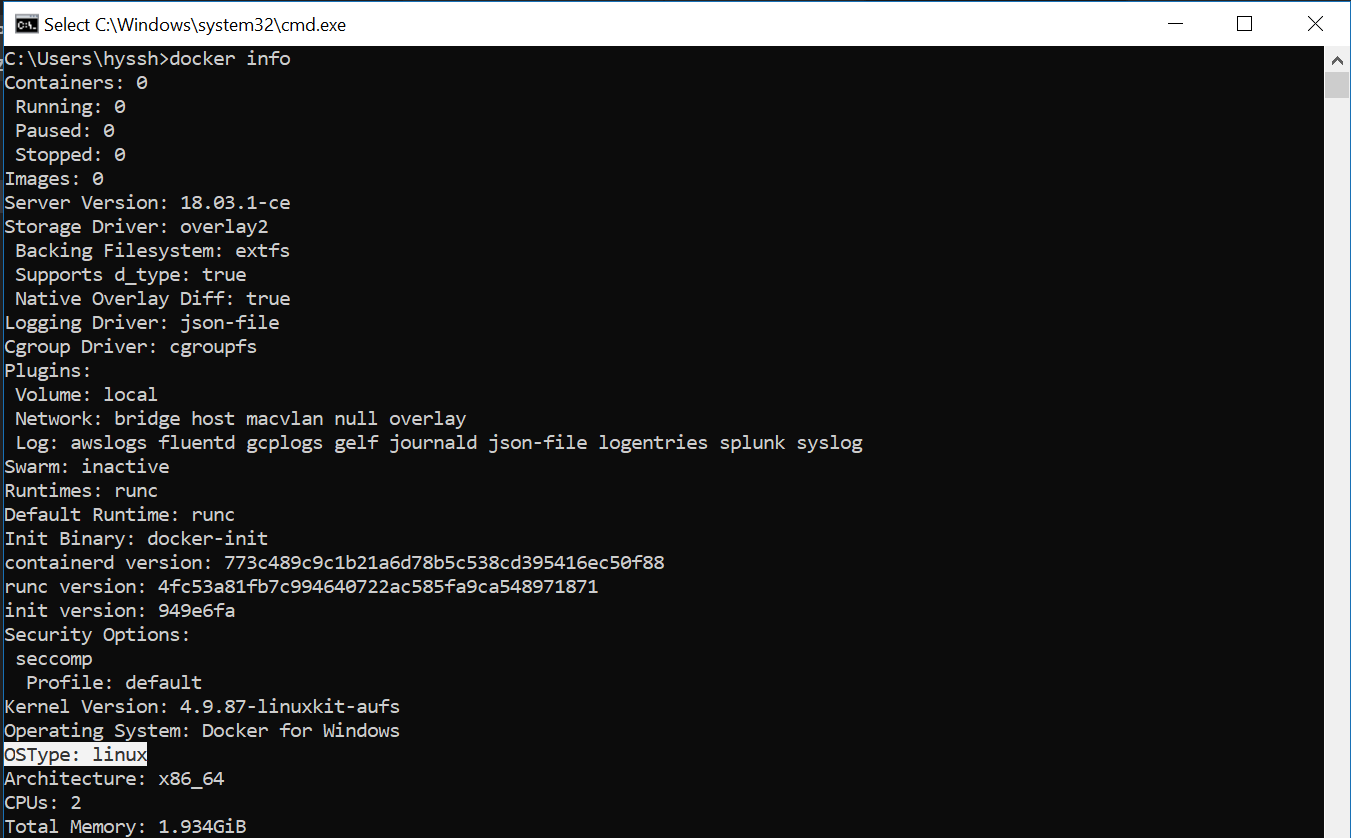 Select C:\Windows\system32\cmd.exe
C:\Users\hyssh>docker info
Containers: 0
 Running: 0
 Paused: 0
 Stopped: 0
Images: 0
Server Version: 18.03.1-ce
Storage Driver: overlay2
 Backing Filesystem: extfs
 Supports d_type: true
 Native Overlay Diff: true
Logging Driver: json-file
Cgroup Driver: cgroupfs
Plugins:
 Volume: local
 Network: bridge host macvlan null overlay
 Log: awslogs fluentd gcplogs gelf journald json-file logentries splunk syslog
Swarm: inactive
Runtimes: runc
Default Runtime: runc
Init Binary: docker-init
containerd version: 773c489c9c1b21a6d78b5c538cd395416ec50f88
runc version: 4fc53a81fb7c994640722ac585fa9ca548971871
init version: 949e6fa
Security Options:
 seccomp
  Profile: default
Kernel Version: 4.9.87-linuxkit-aufs
Operating System: Docker for Windows
OSType: linux
Architecture: x86_64
CPUs: 2
Total Memory: 1.934GiB